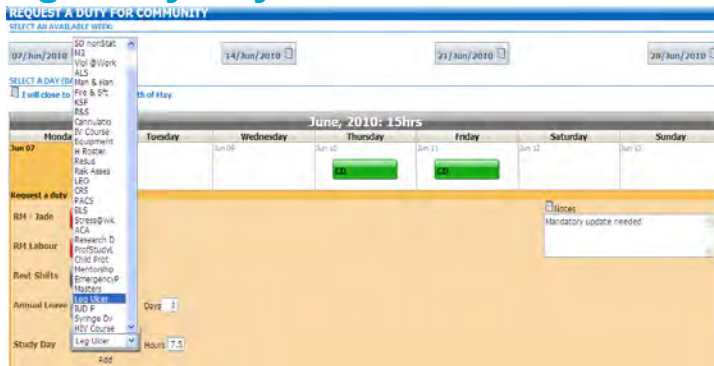 REQUEST A DUTY FOR COMMUNITY
SELECT AN AVAILABLE WEEK:
07/Jun/2010 14/Jun/2010 21/Jun/2010 28/Jun/2010
SELECT A DAY
I will close to th of May
SD nonStat
M3
Viol @Work
ALS
Man & Han
Fire & Sft
KSF
R&S
Cannulatio
IV Course
Equipment
H Roster
Resus
Risk Asses
LEO
CRS
PACS
BLS
Stress@wk
ACA
Research D
ProfStudyL
Child Prot
Mentorship
EmergencyP
Masters
Leg Ulcer
IUD F
Syringe Dv
HIV Course
June, 2010: 15hrs
Monda Tuesday Wednesday Thursday Friday Saturday Sunday
Jun 07 Jun 09 Jun 10 Jun 11 Jun 12 Jun 13
CD CD
Request a duty
RM - Jade
Notes
Mandatory update needed
RM Labour
Rest Shifts
Annual Leave Days 1
Study Day Leg Ulcer Hours 7.5
Add